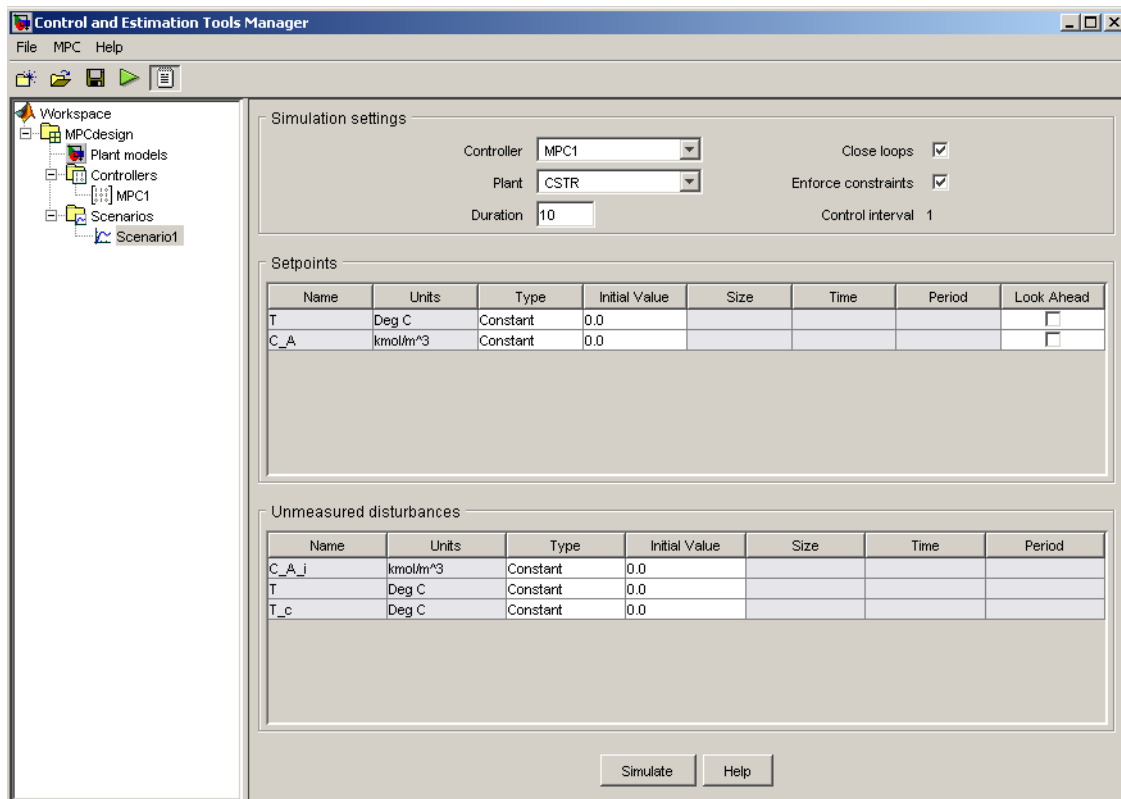 Control and Estimation Tools Manager
File MPC Help
Workspace
MPCdesign
Plant models
Controllers
MPC1
Scenarios
Scenario1
Simulation settings
Controller MPC1 Close loops
Plant CSTR Enforce constraints
Duration 10 Control interval 1
Setpoints
Name Units Type Initial Value Size Time Period Look Ahead
T Deg C Constant 0.0
C_A kmol/m^3 Constant 0.0
Unmeasured disturbances
Name Units Type Initial Value Size Time Period
C_A_i kmol/m^3 Constant 0.0
T Deg C Constant 0.0
T_c Deg C Constant 0.0
Simulate Help